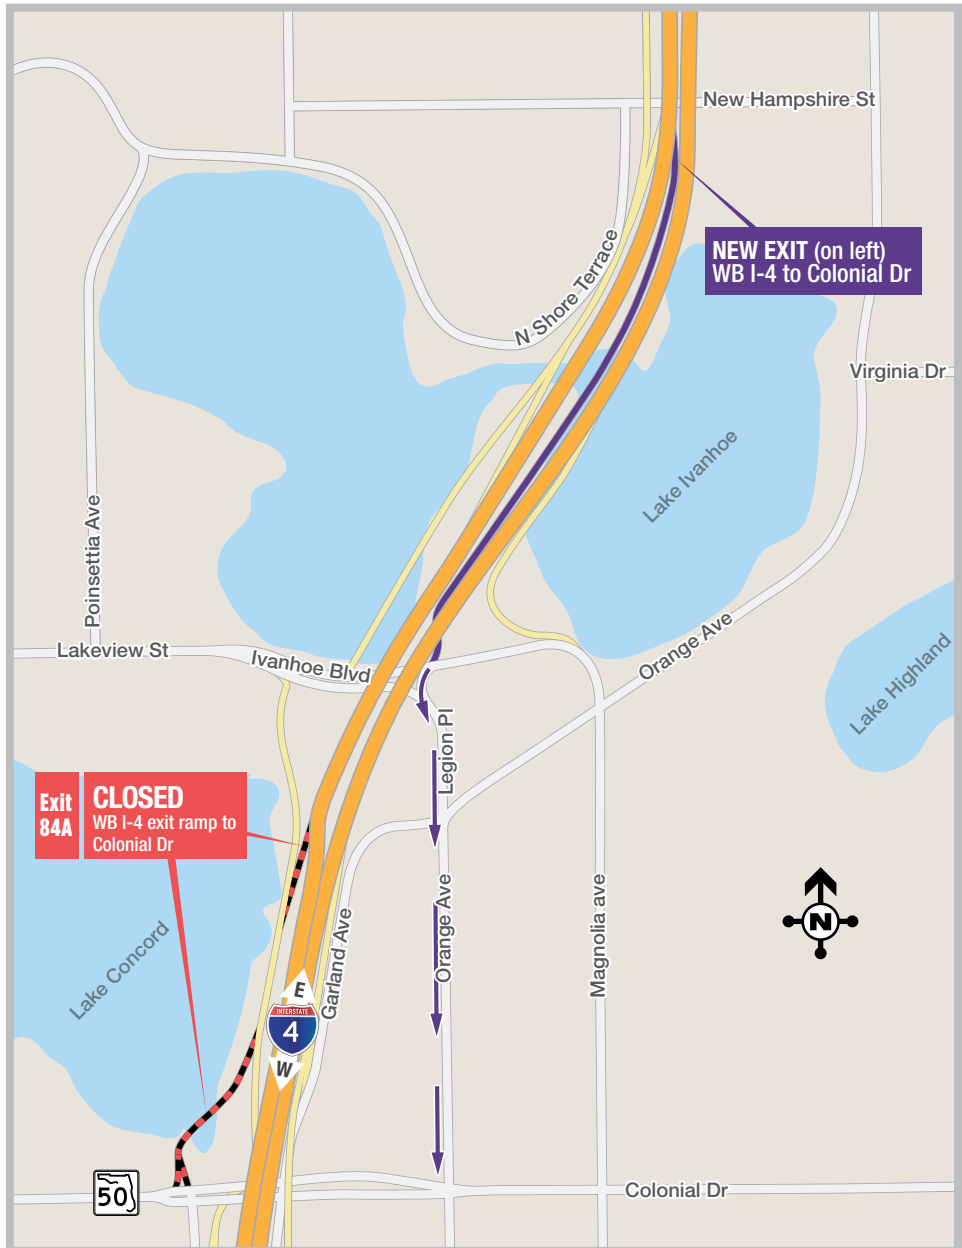 New Hampshire St
NEW EXIT (on left)
WB I-4 to Colonial Dr
N Shore Terrace
Virginia Dr
Lake Ivanhoe
Poinsettia Ave
Orange Ave
Lakeview St
Ivanhoe Blvd
Lake Highland
Legion Pl
Exit
84A
CLOSED
WB I-4 exit ramp to
Colonial Dr
Lake Concord
Garland Ave
Orange Ave
Magnolia ave
N
E
INTERSTATE
4
W
50
Colonial Dr